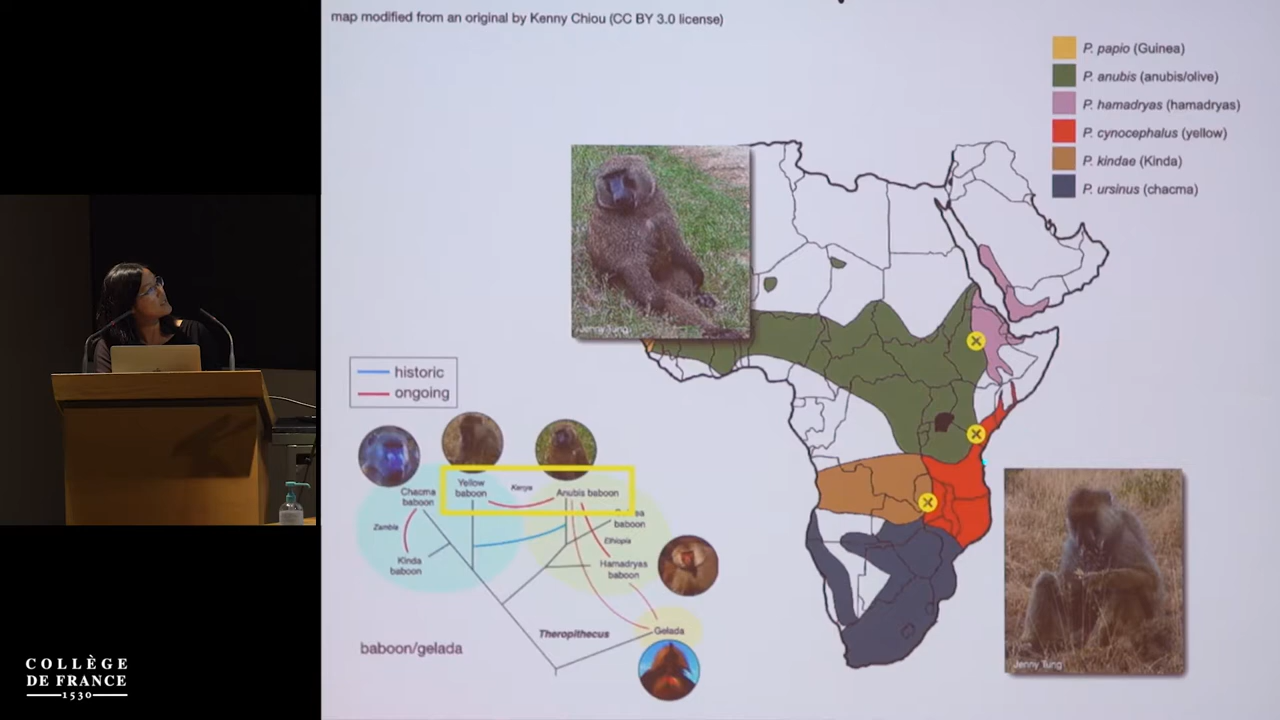 map modified from an original by Kenny Chiou (CC BY 3.0 license)
P. papio (Guinea)
P. anubis (anubis/olive)
P. hamadryas (hamadryas)
P. cynocephalus (yellow)
P. kindae (Kinda)
P. ursinus (chacma)
Jenny Tung
historic
ongoing
Yellow
baboon
Kenya
Anubis baboon
Chacma
baboon
baboon
Zambia
Ethiopia
Kinda
baboon
Hamadryas
baboon
Theropithecus
Gelada
baboon/gelada
Jenny Tung
COLLÈGE
DE FRANCE
1530